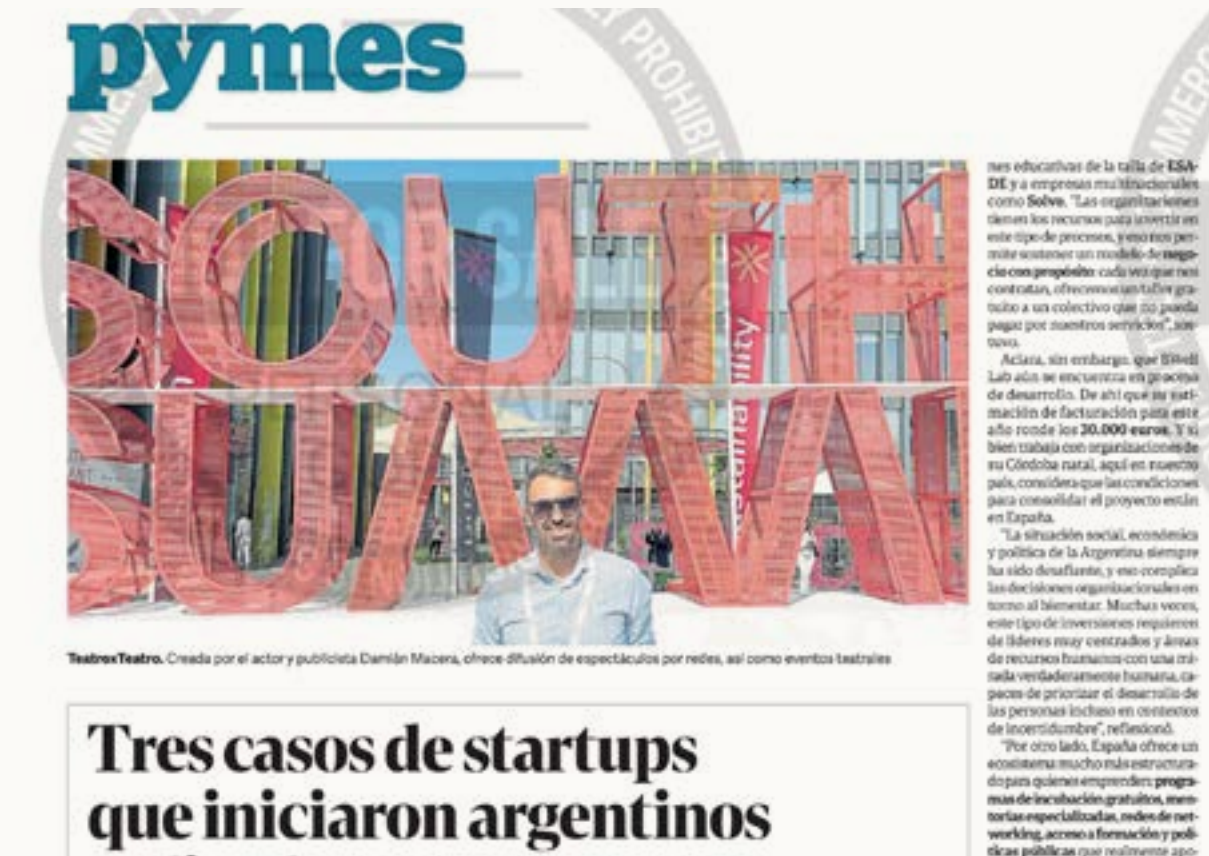 pymes
SOUTH
SUMM
sustainability
TeatroxTeatro. Creada por el actor y publicista Damián Macera, ofrece difusión de espectáculos por redes, así como eventos teatrales
Tres casos de startups
que iniciaron argentinos
nes educativas de la talla de ESA-
DE y a empresas multinacionales
como Solvo. "Las organizaciones
tienen los recursos para invertir en
este tipo de procesos, y eso nos per-
mite sostener un modelo de nego-
cio con propósito: cada vez que nos
contratan, ofrecemos un taller gra-
tuito a un colectivo que no pueda
pagar por nuestros servicios", sos-
tuvo.
Aclara, sin embargo, que
Lab aún se encuentra en proceso
de desarrollo. De ahí que su esti-
mación de facturación para este
año ronde los 30.000 euros. Y si
bien trabaja con organizaciones de
su Córdoba natal, aquí en nuestro
país, considera que las condiciones
para consolidar el proyecto están
en España.
"La situación social, económica
y política de la Argentina siempre
ha sido desafiante, y eso complica
las decisiones organizacionales en
torno al bienestar. Muchas veces,
este tipo de inversiones requieren
de líderes muy centrados y áreas
de recursos humanos con una mi-
rada verdaderamente humana, ca-
paces de priorizar el desarrollo de
las personas incluso en contextos
de incertidumbre", reflexionó.
"Por otro lado, España ofrece un
ecosistema mucho más estructura-
do para quienes emprenden: progra-
mas de incubación gratuitos, men-
torías especializadas, redes de net-
working, acceso a formación y polí-
ticas públicas que realmente apo-